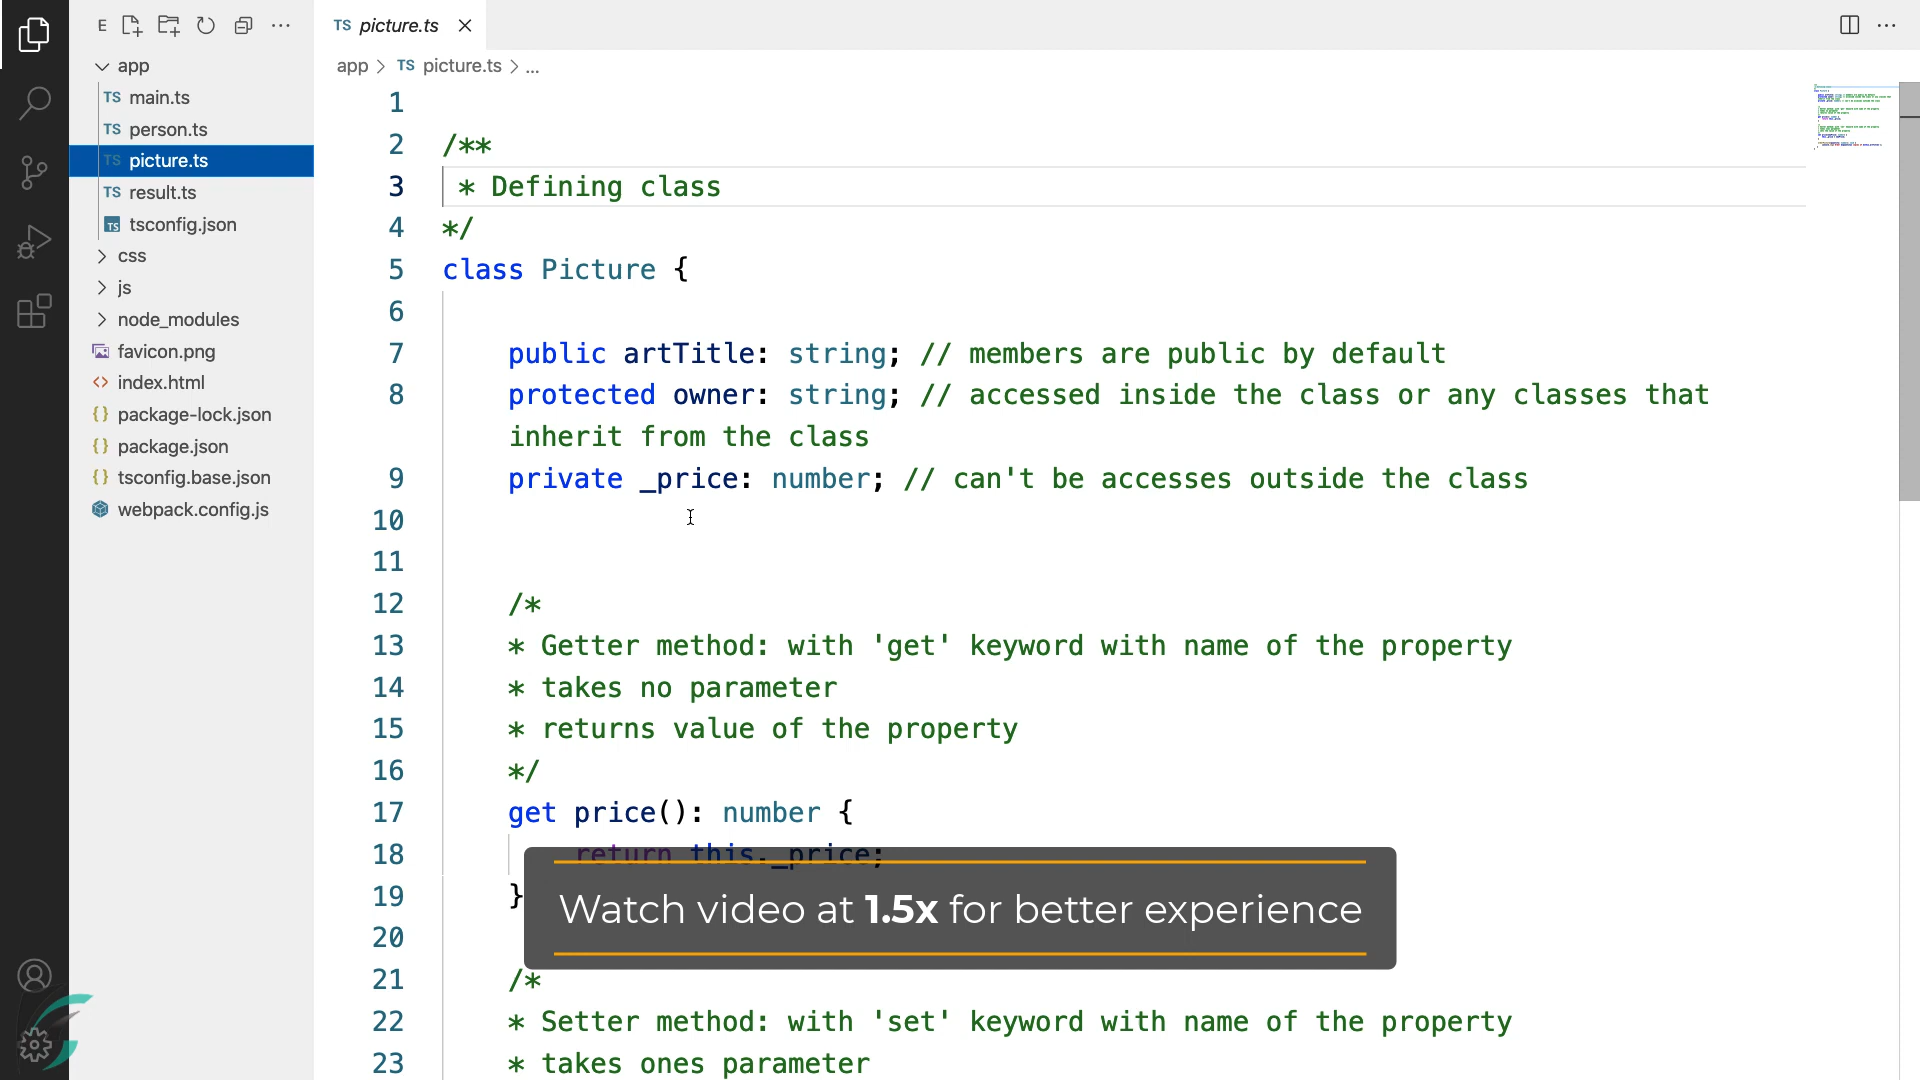 E
TS picture.ts
app > TS picture.ts > ...
app
TS main.ts
TS person.ts
TS picture.ts
TS result.ts
TS tsconfig.json
css
js
node_modules
favicon.png
<> index.html
{} package-lock.json
{} package.json
{} tsconfig.base.json
webpack.config.js
1
2 /**
3 * Defining class
4 */
5 class Picture {
6
7 public artTitle: string; // members are public by default
8 protected owner: string; // accessed inside the class or any classes that
inherit from the class
9 private _price: number; // can't be accesses outside the class
10
11
12 /*
13 * Getter method: with 'get' keyword with name of the property
14 * takes no parameter
15 * returns value of the property
16 */
17 get price(): number {
18 return this._price;
19 }
Watch video at 1.5x for better experience
20
21 /*
22 * Setter method: with 'set' keyword with name of the property
23 * takes ones parameter